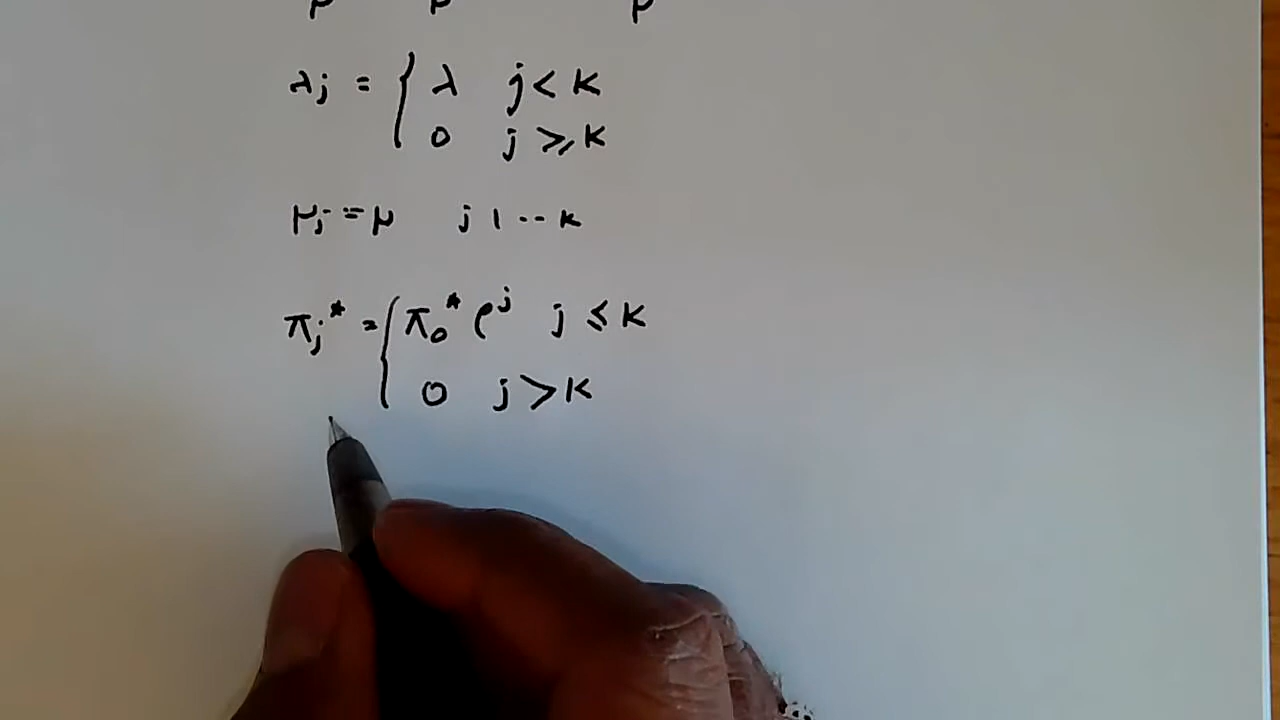 μ μ μ
λj = { λ j < K
0 j ⩾ K
μj = μ j 1 -- K
πj* = { π0* ρ^j j ⩽ K
0 j > K